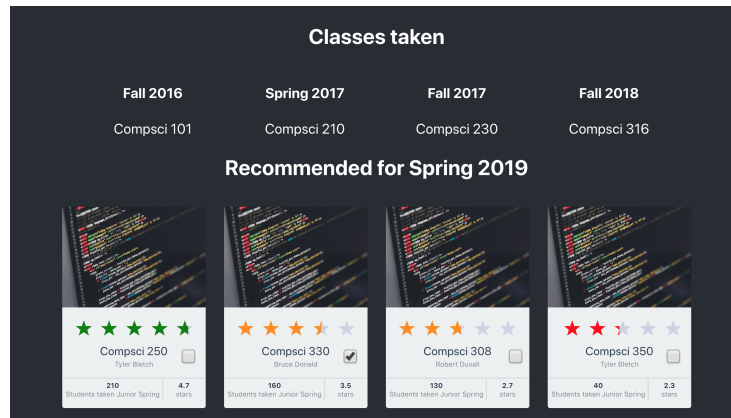 Classes taken
Fall 2016 Spring 2017 Fall 2017 Fall 2018
Compsci 101 Compsci 210 Compsci 230 Compsci 316
Recommended for Spring 2019
Compsci 250 Compsci 330 Compsci 308 Compsci 350
Tyler Bletch Bruce Donald Robert Duvall Tyler Bletch
210 4.7 160 3.5 130 2.7 40 2.3
Students taken Junior Spring stars Students taken Junior Spring stars Students taken Junior Spring stars Students taken Junior Spring stars